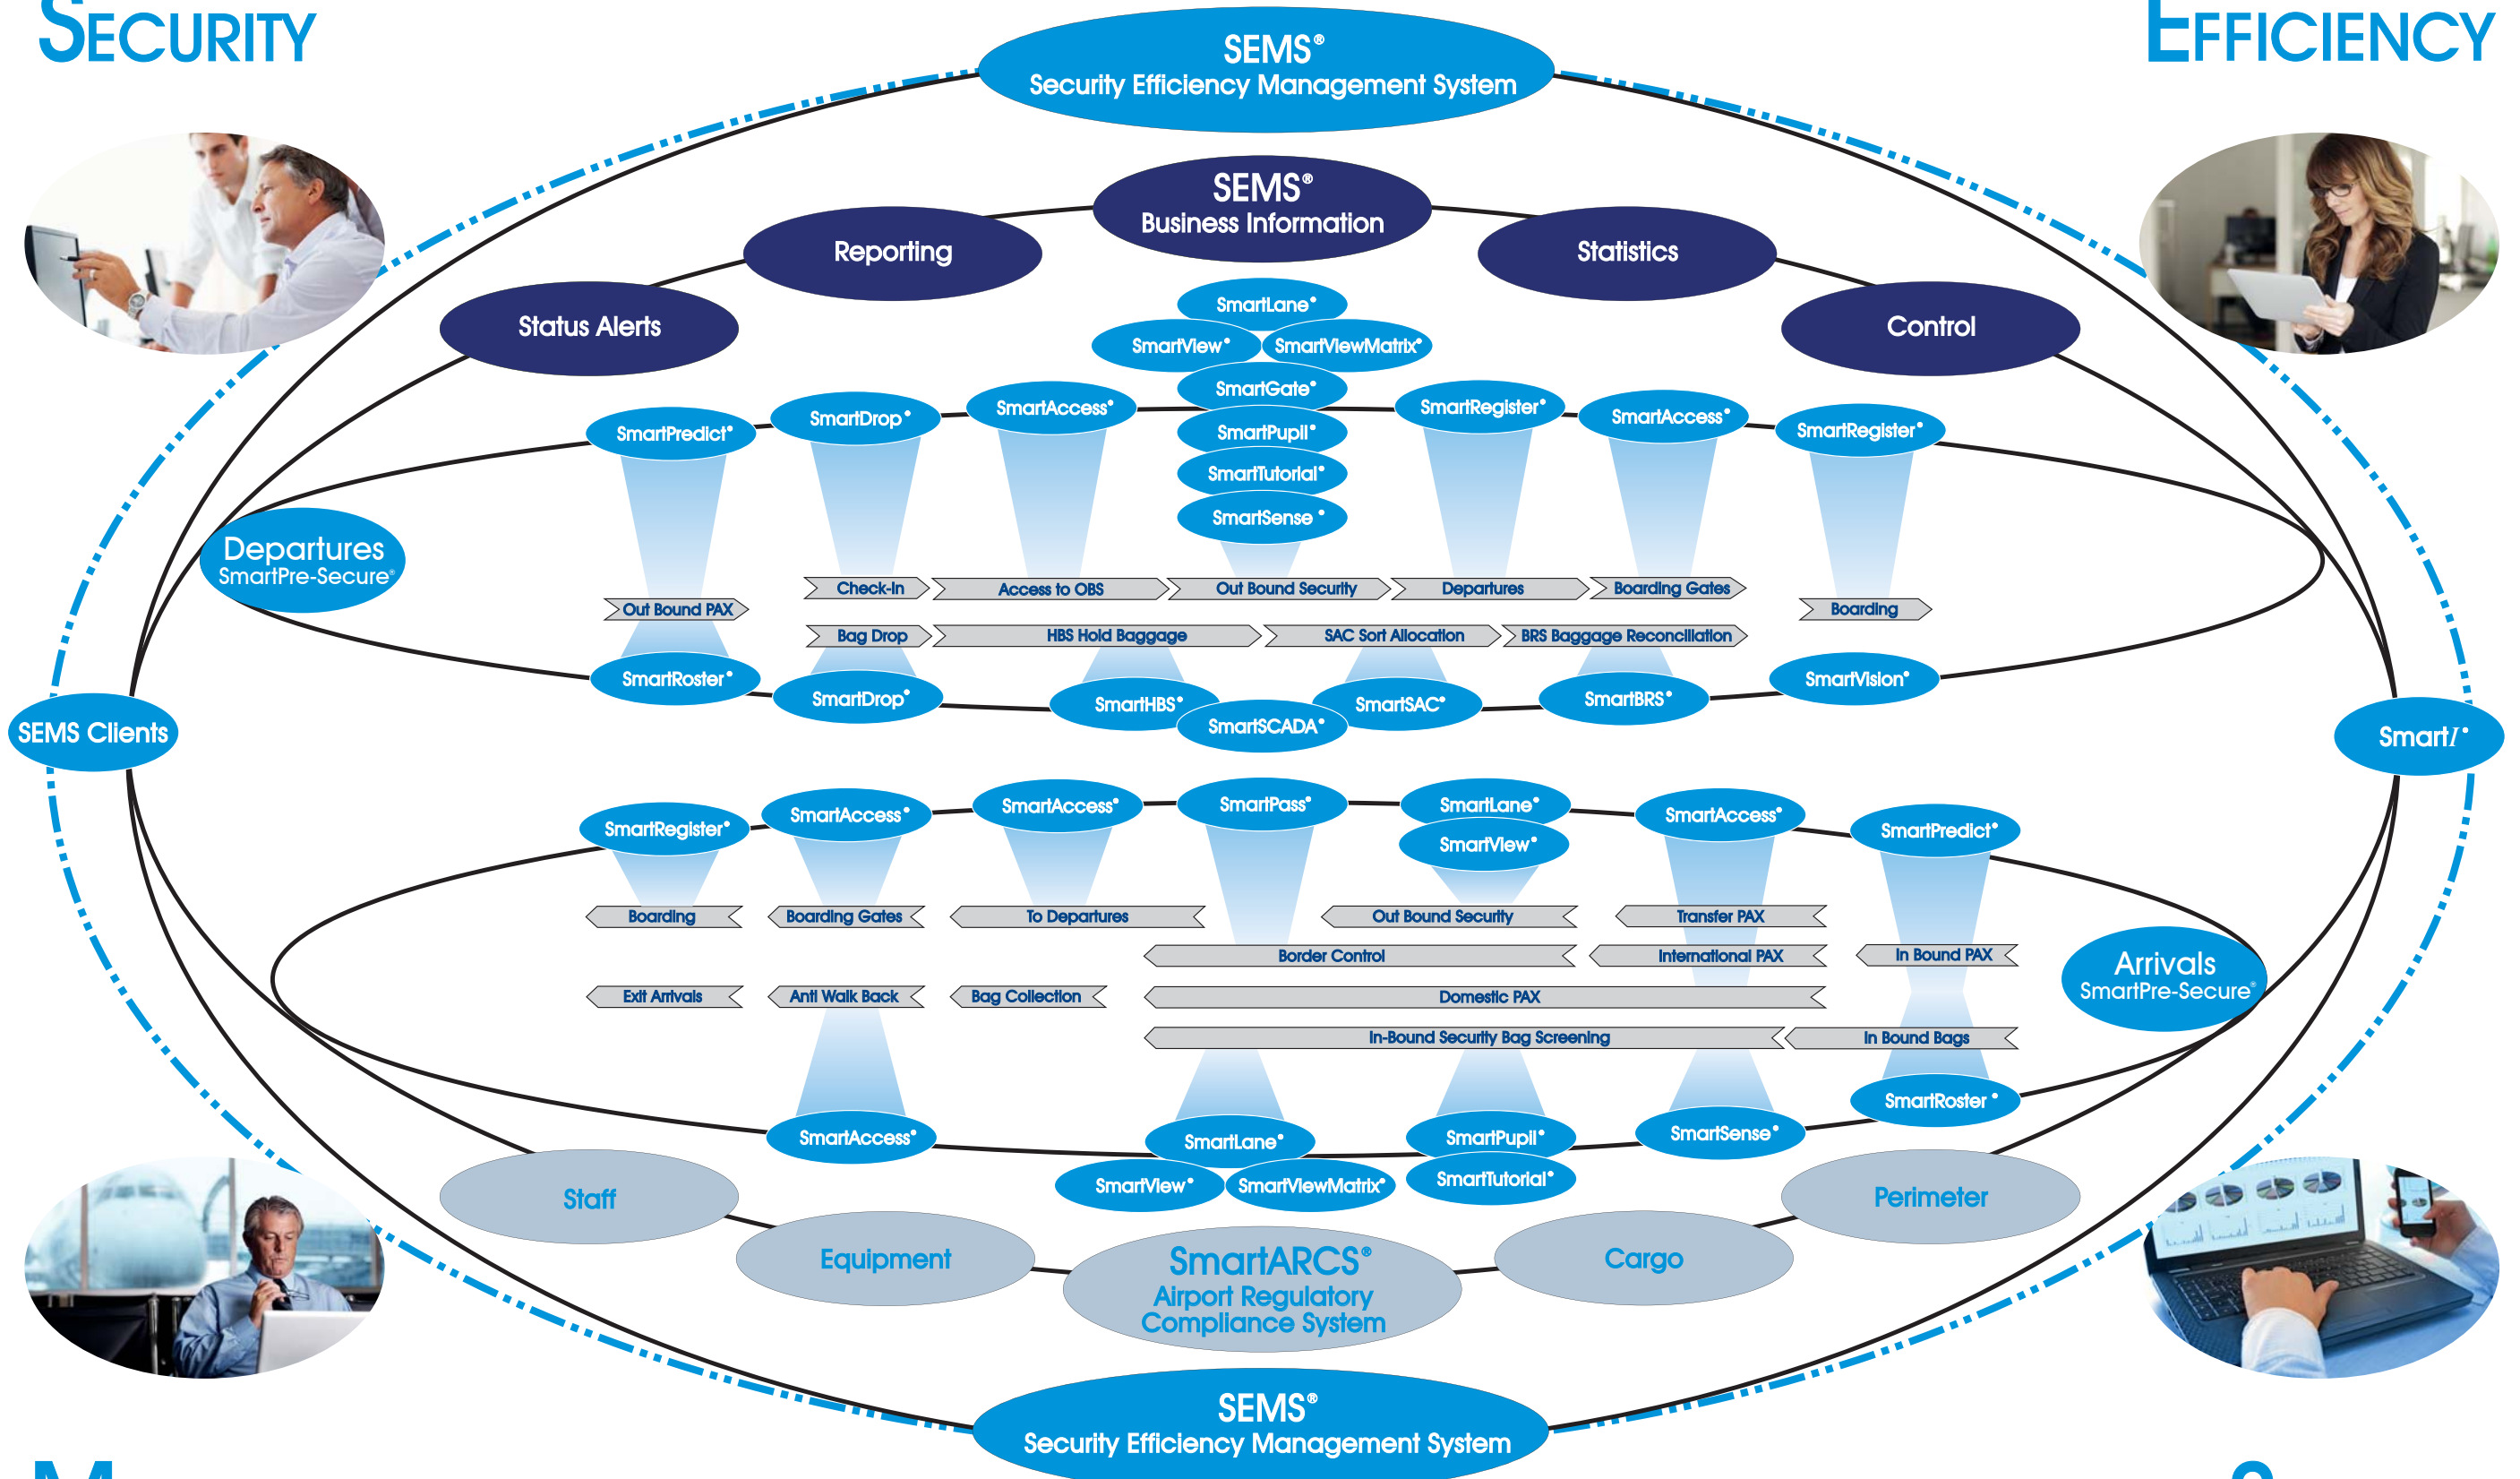 SECURITY
EFFICIENCY
SEMS®
Security Efficiency Management System
SEMS®
Business Information
Reporting
Statistics
Status Alerts
Control
SmartLane®
SmartView®
SmartViewMatrix®
SmartGate®
SmartPredict®
SmartDrop®
SmartAccess®
SmartRegister®
SmartAccess®
SmartRegister®
SmartPupil®
SmartTutorial®
SmartSense®
Departures
SmartPre-Secure®
Check-In
Access to OBS
Out Bound Security
Departures
Boarding Gates
Out Bound PAX
Boarding
Bag Drop
HBS Hold Baggage
SAC Sort Allocation
BRS Baggage Reconciliation
SmartRoster®
SmartDrop®
SmartHBS®
SmartSCADA®
SmartSAC®
SmartBRS®
SmartVision®
SEMS Clients
SmartI®
SmartRegister®
SmartAccess®
SmartAccess®
SmartPass®
SmartLane®
SmartAccess®
SmartPredict®
SmartView®
Boarding
Boarding Gates
To Departures
Out Bound Security
Transfer PAX
Border Control
International PAX
In Bound PAX
Arrivals
SmartPre-Secure®
Exit Arrivals
Anti Walk Back
Bag Collection
Domestic PAX
In-Bound Security Bag Screening
In Bound Bags
SmartRoster®
SmartAccess®
SmartLane®
SmartPupil®
SmartSense®
SmartView®
SmartViewMatrix®
SmartTutorial®
Staff
Perimeter
Equipment
SmartARCS®
Airport Regulatory
Compliance System
Cargo
SEMS®
Security Efficiency Management System